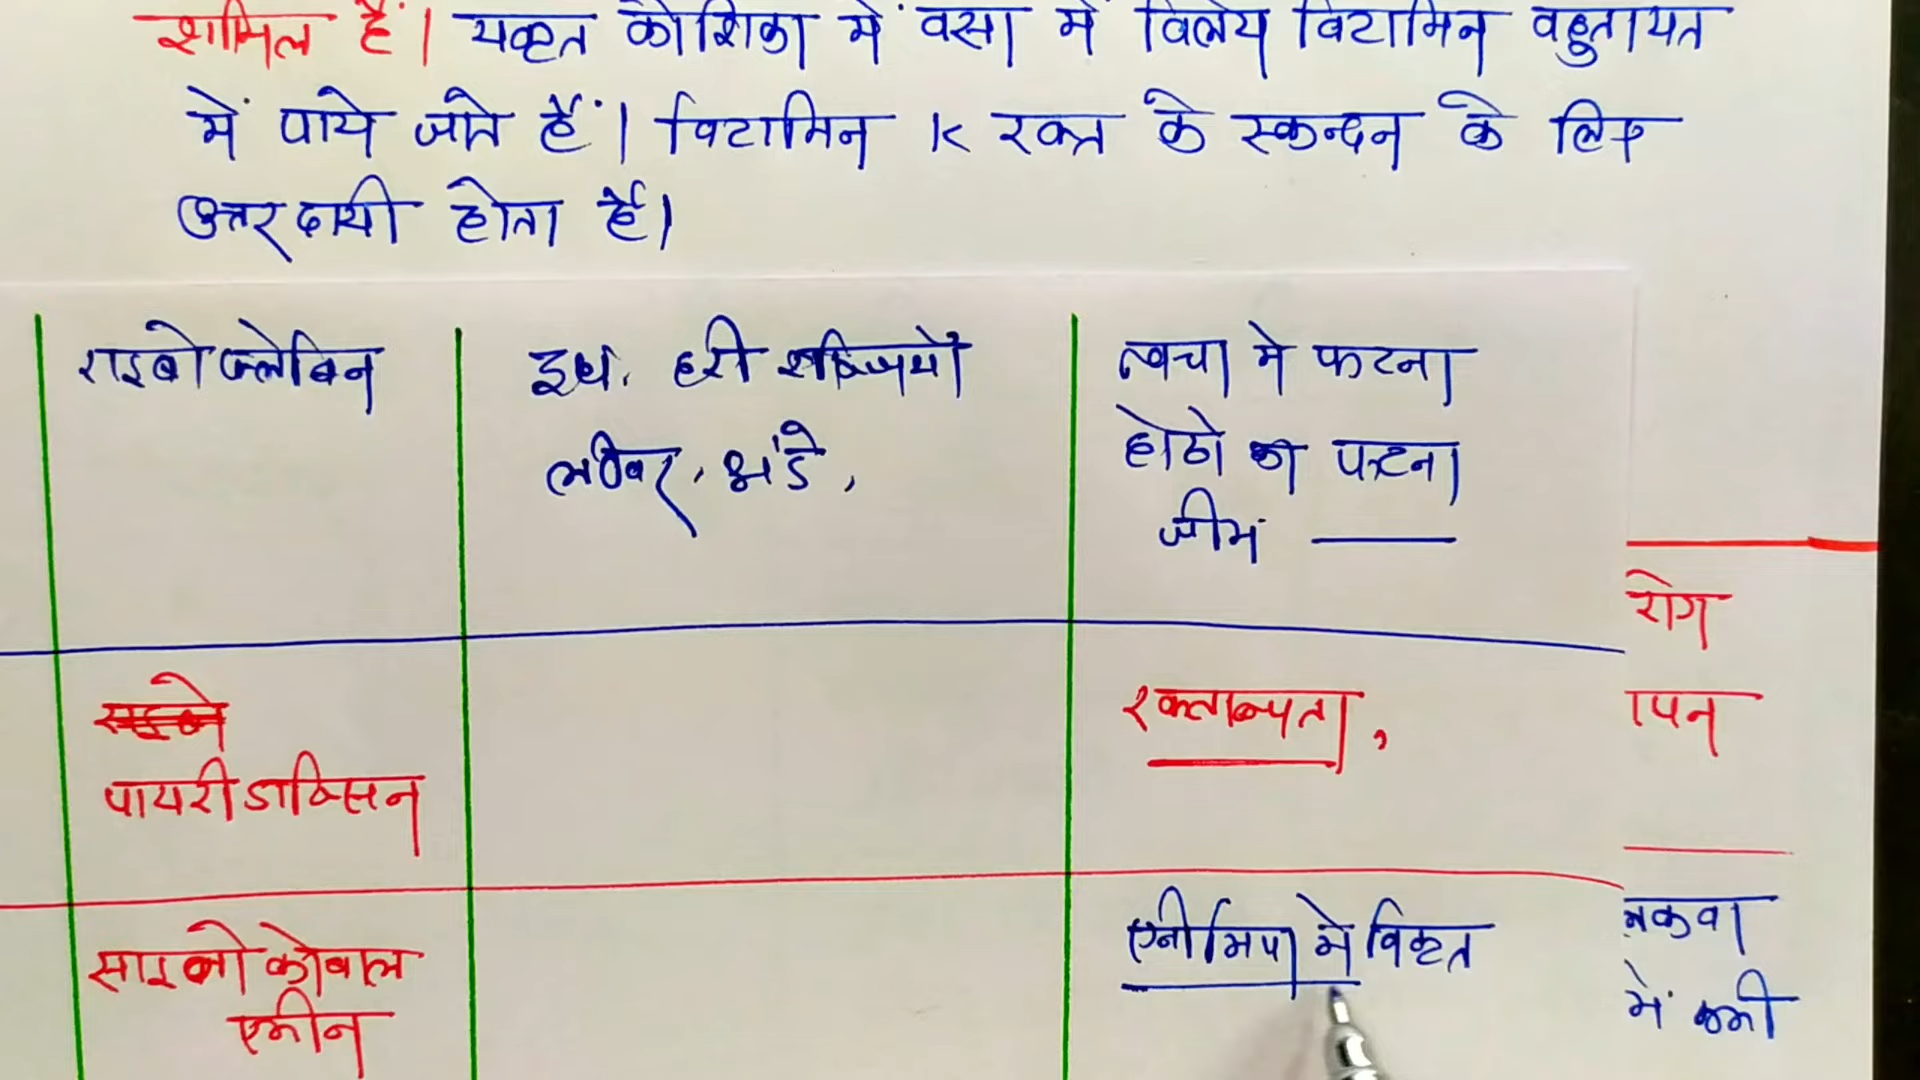 शामिल हैं। यकृत कोशिका में वसा में विलेय विटामिन बहुतायत
में पाये जाते हैं। विटामिन K रक्त के स्कन्दन के लिए
उत्तरदायी होता है।
राइबोफ्लेबिन
दूध, हरी सब्जियों
लीवर, अंडे,
त्वचा मे फटना
होठो का फटना
जीभ
रोग
पायरीडाक्सिन
रक्ताल्पता,
पन
साइनोकोबाल
एमीन
एनीमिया मे विकृत
में कमी